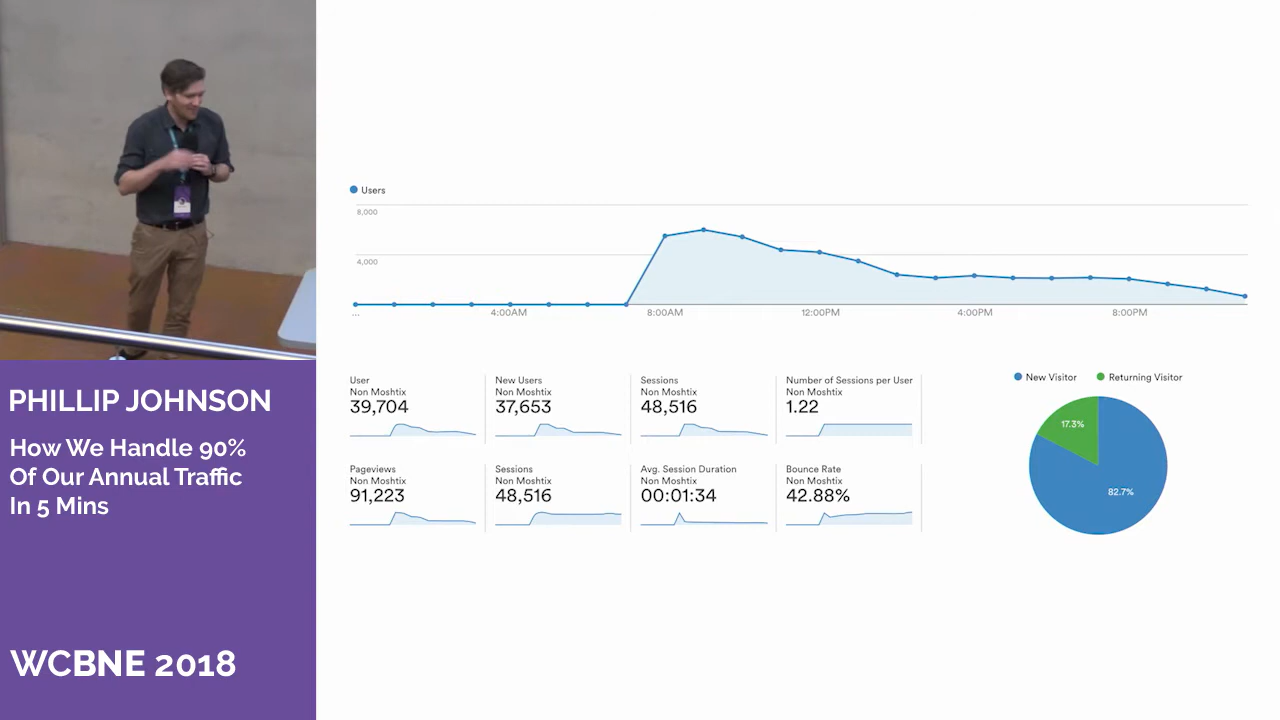 PHILLIP JOHNSON
How We Handle 90%
Of Our Annual Traffic
In 5 Mins
WCBNE 2018
Users
8,000
4,000
...
4:00AM
8:00AM
12:00PM
4:00PM
8:00PM
User
Non Moshtix
39,704
New Users
Non Moshtix
37,653
Sessions
Non Moshtix
48,516
Number of Sessions per User
Non Moshtix
1.22
Pageviews
Non Moshtix
91,223
Sessions
Non Moshtix
48,516
Avg. Session Duration
Non Moshtix
00:01:34
Bounce Rate
Non Moshtix
42.88%
New Visitor
Returning Visitor
17.3%
82.7%